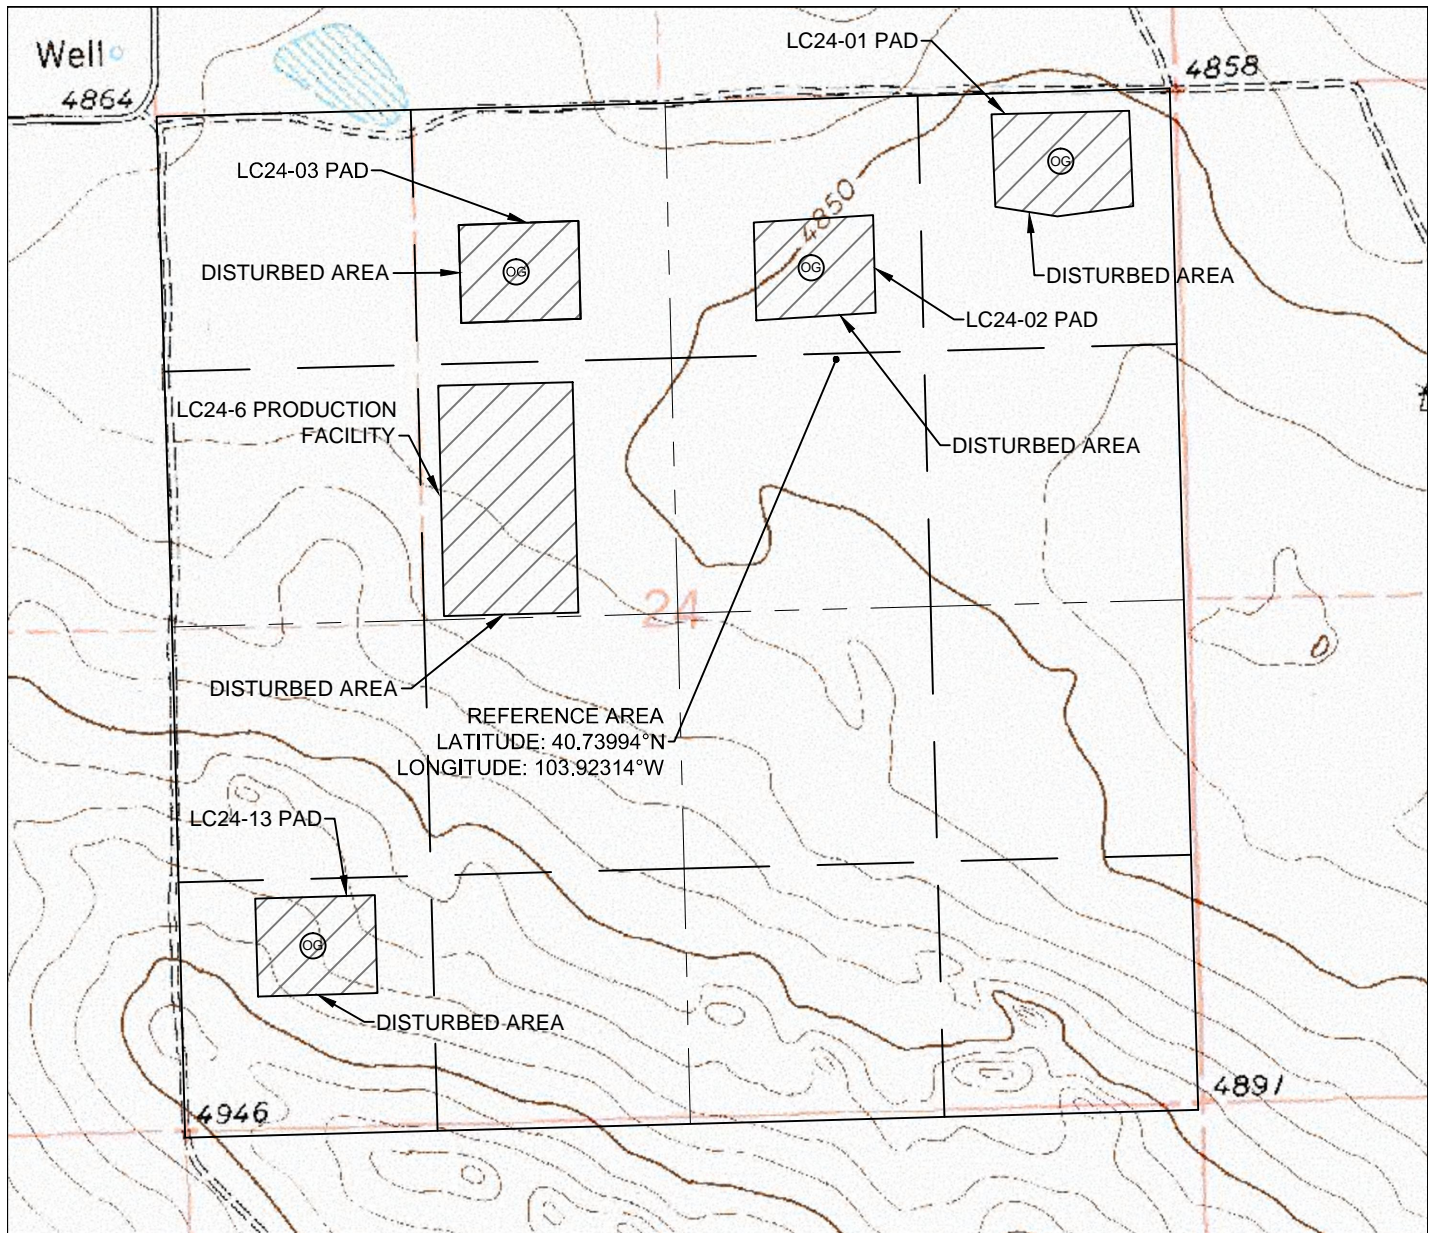 Well
4864
LC24-01 PAD
4858
LC24-03 PAD
OG
4850
DISTURBED AREA
OG
OG
DISTURBED AREA
LC24-02 PAD
LC24-6 PRODUCTION
FACILITY
DISTURBED AREA
24
DISTURBED AREA
REFERENCE AREA
LATITUDE: 40.73994°N
LONGITUDE: 103.92314°W
LC24-13 PAD
OG
DISTURBED AREA
4946
4891